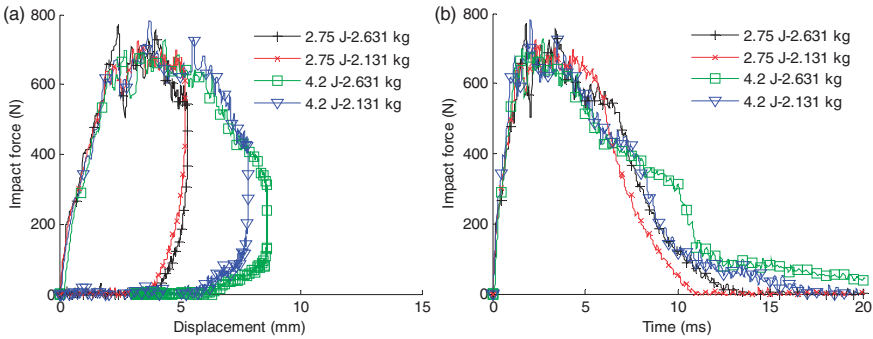 (a)
800
600
400
200
0
Impact force (N)
0
5
10
15
Displacement (mm)
2.75 J-2.631 kg
2.75 J-2.131 kg
4.2 J-2.631 kg
4.2 J-2.131 kg
(b)
800
600
400
200
0
Impact force (N)
0
5
10
15
20
Time (ms)
2.75 J-2.631 kg
2.75 J-2.131 kg
4.2 J-2.631 kg
4.2 J-2.131 kg